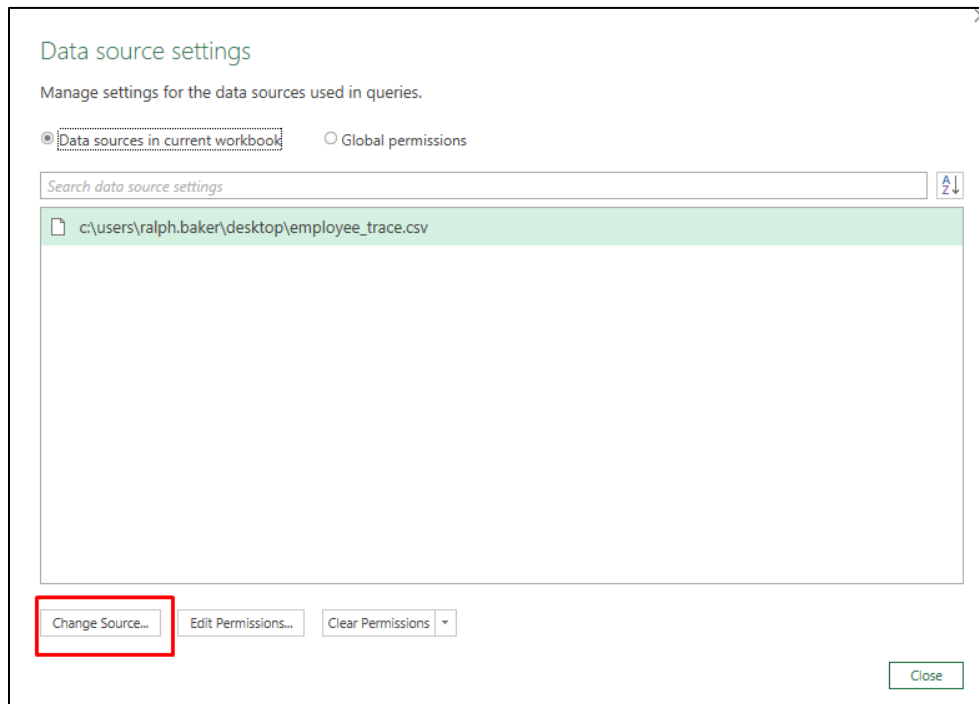 Data source settings
Manage settings for the data sources used in queries.
Data sources in current workbook Global permissions
Search data source settings
c:\users\ralph.baker\desktop\employee_trace.csv
Change Source... Edit Permissions... Clear Permissions
Close